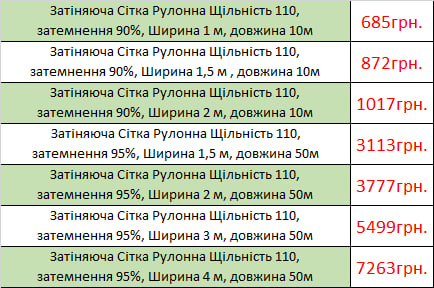 Затіняюча Сітка Рулонна Щільність 110,
затемнення 90%, Ширина 1 м, довжина 10м
685грн.
Затіняюча Сітка Рулонна Щільність 110,
затемнення 90%, Ширина 1,5 м , довжина 10м
872грн.
Затіняюча Сітка Рулонна Щільність 110,
затемнення 90%, Ширина 2 м, довжина 10м
1017грн.
Затіняюча Сітка Рулонна Щільність 110,
затемнення 95%, Ширина 1,5 м, довжина 50м
3113грн.
Затіняюча Сітка Рулонна Щільність 110,
затемнення 95%, Ширина 2 м, довжина 50м
3777грн.
Затіняюча Сітка Рулонна Щільність 110,
затемнення 95%, Ширина 3 м, довжина 50м
5499грн.
Затіняюча Сітка Рулонна Щільність 110,
затемнення 95%, Ширина 4 м, довжина 50м
7263грн.